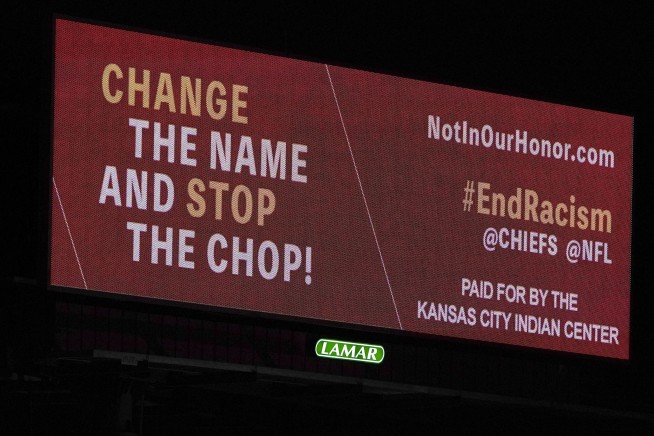 CHANGE
THE NAME
AND STOP
THE CHOP!
NotInOurHonor.com
#EndRacism
@CHIEFS @NFL
PAID FOR BY THE
KANSAS CITY INDIAN CENTER
LAMAR